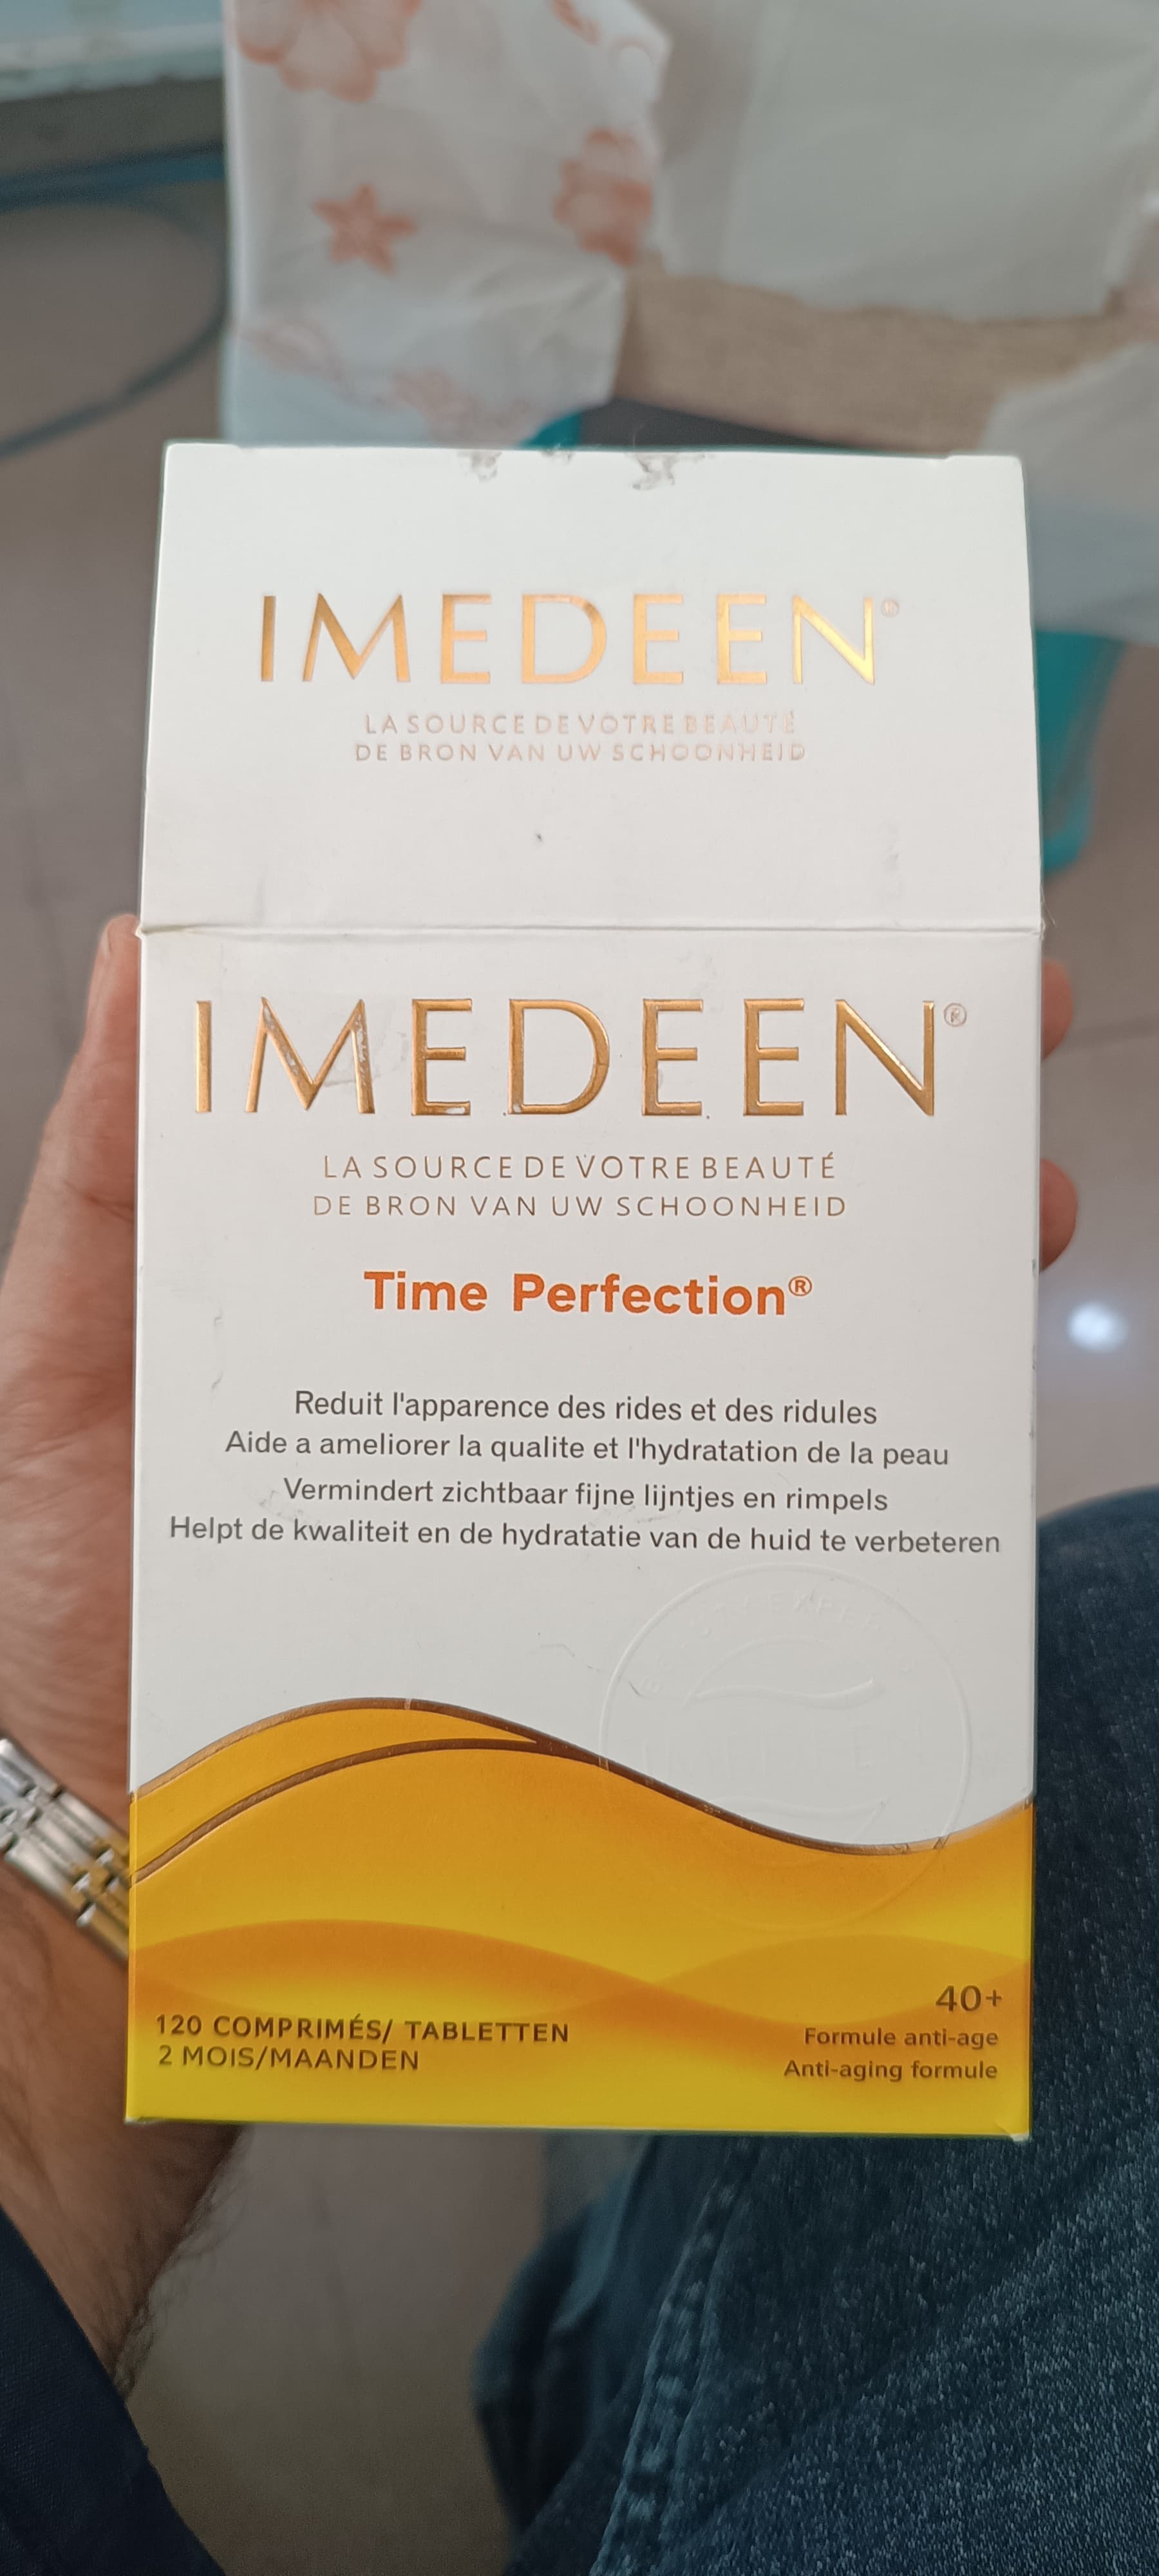 IMEDEEN®
LA SOURCE DE VOTRE BEAUTÉ
DE BRON VAN UW SCHOONHEID
IMEDEEN®
LA SOURCE DE VOTRE BEAUTÉ
DE BRON VAN UW SCHOONHEID
Time Perfection®
Reduit l'apparence des rides et des ridules
Aide a ameliorer la qualite et l'hydratation de la peau
Vermindert zichtbaar fijne lijntjes en rimpels
Helpt de kwaliteit en de hydratatie van de huid te verbeteren
120 COMPRIMÉS/ TABLETTEN
2 MOIS/MAANDEN
40+
Formule anti-age
Anti-aging formule